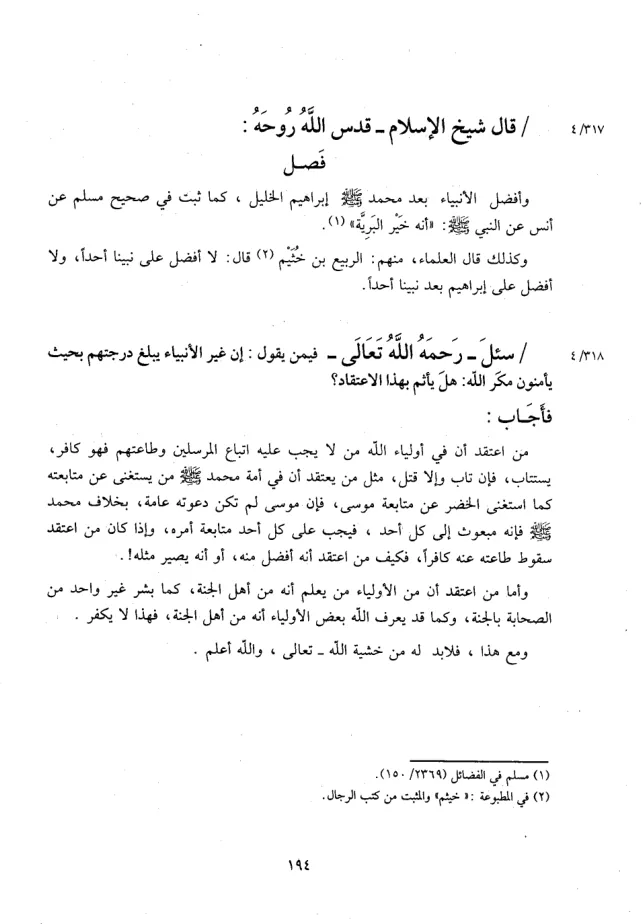 ٤/٣١٧ / قال شيخ الإسلام ـ قدس اللَّهُ رُوحَهُ :
فَصـل
وأفضل الأنبياء بعد محمد ﷺ إبراهيم الخليل ، كما ثبت في صحيح مسلم عن
أنس عن النبي ﷺ: «أنه خَيْر البَرِيَّة» (١).
وكذلك قال العلماء، منهم: الربيع بن خُثَيْم (٢) قال: لا أفضل على نبينا أحداً، ولا
أفضل على إبراهيم بعد نبينا أحداً.
٤/٣١٨ / سئلَ ـ رَحمَهُ اللَّهُ تَعَالَى ـ فيمن يقول : إن غير الأنبياء يبلغ درجتهم بحيث
يأمنون مكر الله: هل يأثم بهذا الاعتقاد؟
فأَجَـاب :
من اعتقد أن في أولياء الله من لا يجب عليه اتباع المرسلين وطاعتهم فهو كافر،
يستتاب، فإن تاب وإلا قتل، مثل من يعتقد أن في أمة محمد ﷺ من يستغنى عن متابعته
كما استغنى الخضر عن متابعة موسى، فإن موسى لم تكن دعوته عامة، بخلاف محمد
ﷺ فإنه مبعوث إلى كل أحد ، فيجب على كل أحد متابعة أمره، وإذا كان من اعتقد
سقوط طاعته عنه كافراً، فكيف من اعتقد أنه أفضل منه، أو أنه يصير مثله! .
وأما من اعتقد أن من الأولياء من يعلم أنه من أهل الجنة، كما بشر غير واحد من
الصحابة بالجنة، وكما قد يعرف الله بعض الأولياء أنه من أهل الجنة، فهذا لا يكفر .
ومع هذا ، فلابد له من خشية الله ـ تعالى ، والله أعلم .
(١) مسلم في الفضائل (٢٣٦٩/ ١٥٠).
(٢) في المطبوعة :« خيثم» والمثبت من كتب الرجال.
١٩٤